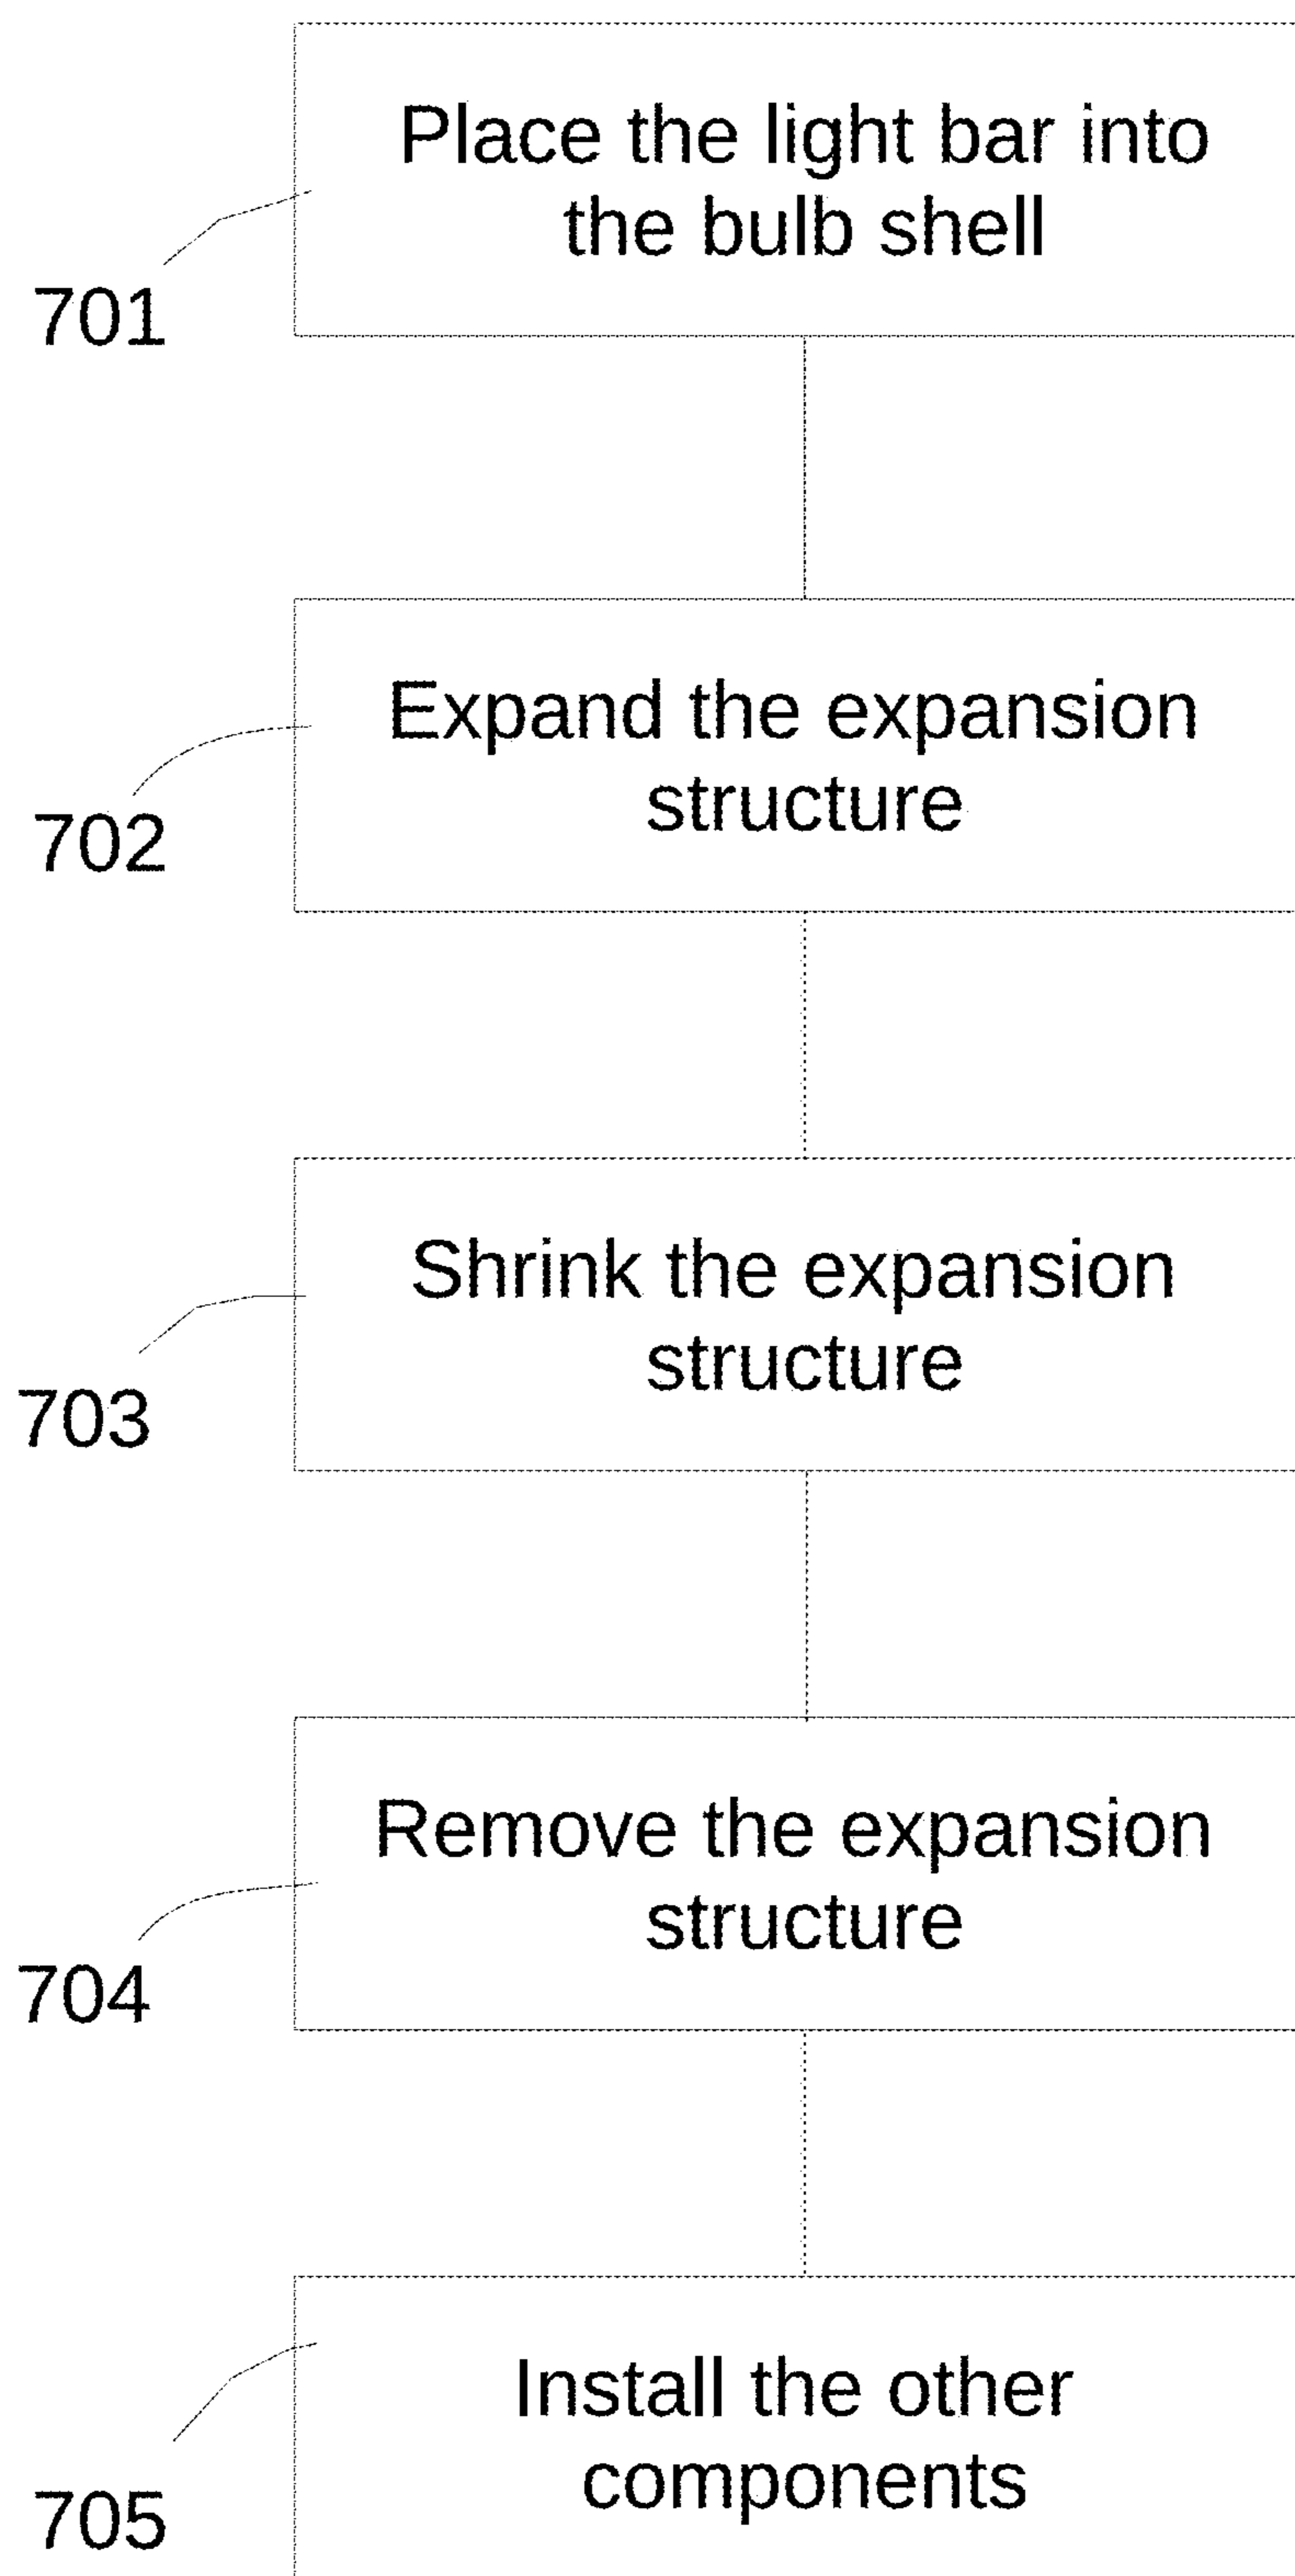 Place the light bar into
the bulb shell
701
Expand the expansion
structure
702
Shrink the expansion
structure
703
Remove the expansion
structure
704
Install the other
components
705